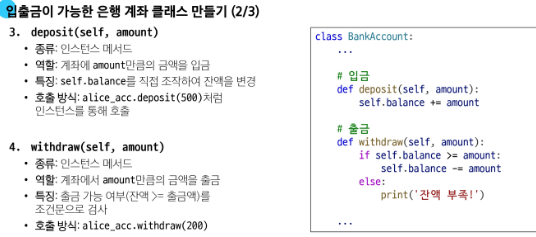 입출금이 가능한 은행 계좌 클래스 만들기 (2/3)
3. deposit(self, amount)
• 종류: 인스턴스 메서드
• 역할: 계좌에 amount만큼의 금액을 입금
• 특징: self.balance를 직접 조작하여 잔액을 변경
• 호출 방식: alice_acc.deposit(500)처럼
인스턴스를 통해 호출
4. withdraw(self, amount)
• 종류: 인스턴스 메서드
• 역할: 계좌에서 amount만큼의 금액을 출금
• 특징: 출금 가능 여부(잔액 >= 출금액)를
조건문으로 검사
• 호출 방식: alice_acc.withdraw(200)
class BankAccount:
    ...
    # 입금
    def deposit(self, amount):
        self.balance += amount
    # 출금
    def withdraw(self, amount):
        if self.balance >= amount:
            self.balance -= amount
        else:
            print('잔액 부족!')
    ...